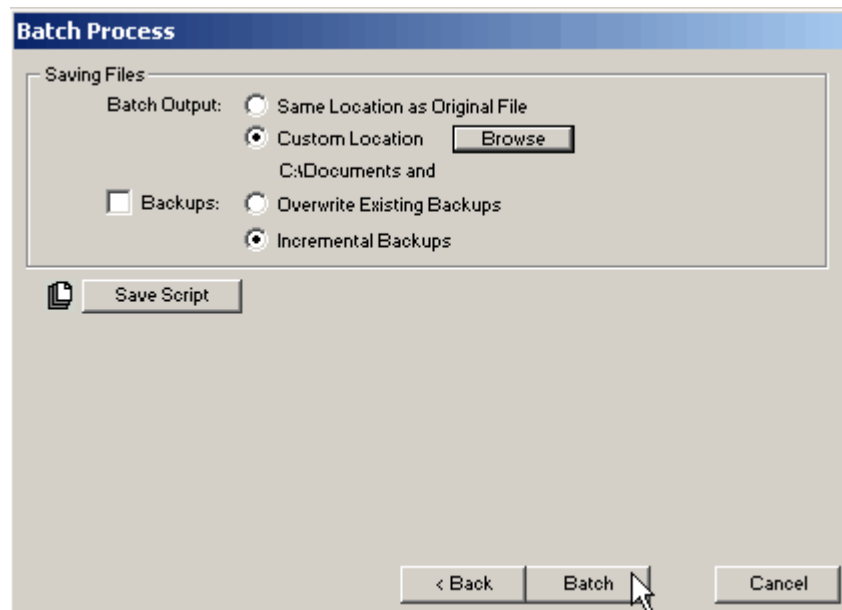 Batch Process
Saving Files
Batch Output: Same Location as Original File
Custom Location Browse
C:\Documents and
Backups: Overwrite Existing Backups
Incremental Backups
Save Script
< Back Batch Cancel